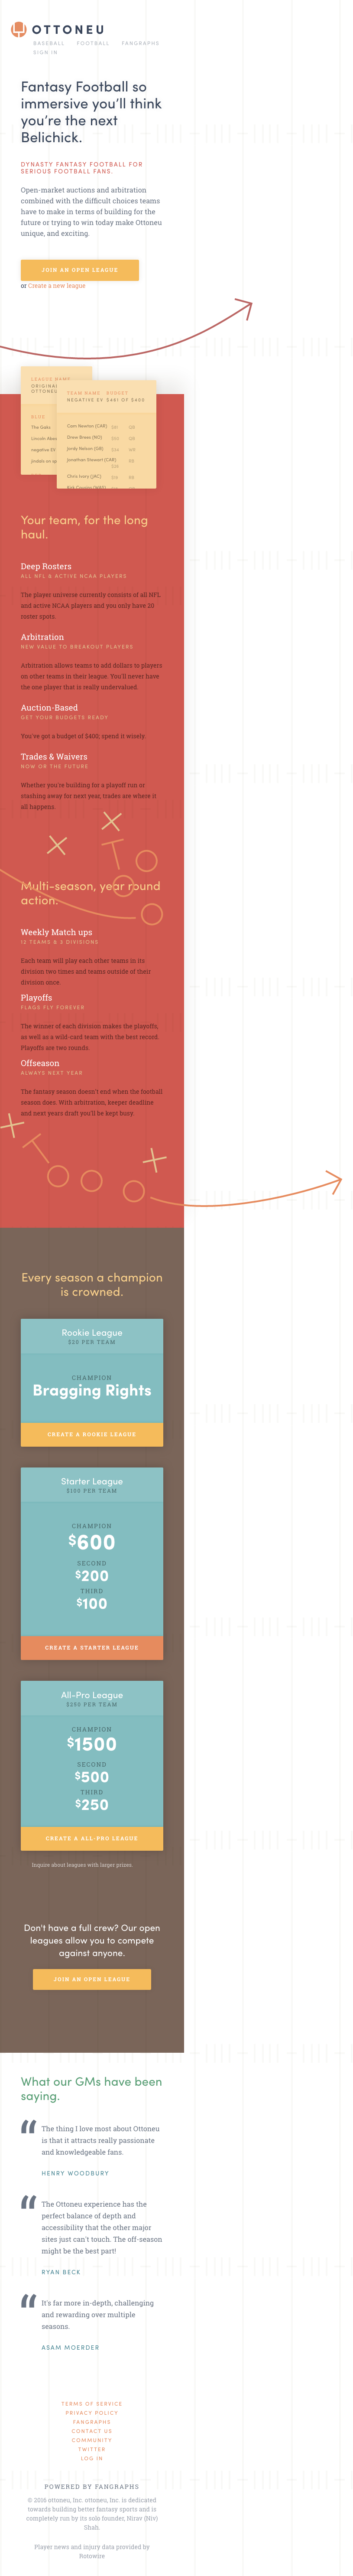 OTTONEU
BASEBALL FOOTBALL FANGRAPHS
SIGN IN
Fantasy Football so
immersive you'll think
you're the next
Belichick.
DYNASTY FANTASY FOOTBALL FOR
SERIOUS FOOTBALL FANS.
Open-market auctions and arbitration
combined with the difficult choices teams
have to make in terms of building for the
future or trying to win today make Ottoneu
unique, and exciting.
JOIN AN OPEN LEAGUE
or Create a new league
LEAGUE NAME
ORIGINAL
OTTONEU
BLUE
The Golks
negative EV
TEAM NAME BUDGET
NEGATIVE EV $481 OF $400
Cam Newton (CAR)
Drew Brees (NO)
Jordy Nelson (GB)
Jonathan Stewart (CAR)
Chris Ivory (JAC)
Your team, for the long
haul.
Deep Rosters
ALL NFL & ACTIVE NCAA PLAYERS
The player universe currently consists of all NFL
and active NCAA players and you only have 20
roster spots.
Arbitration
NEW VALUE TO BREAKOUT PLAYERS
Arbitration allows teams to add dollars to players
on other teams in their league. You'll never have
the one player that is really undervalued.
Auction-Based
GET YOUR BUDGETS READY
You've got a budget of $400; spend it wisely.
Trades & Waivers
NOW OR THE FUTURE
Whether you're building for a playoff run or
stashing away for next year, trades are where it
all happens.
Multi-season, year round
action.
Weekly Match ups
12 TEAMS & 3 DIVISIONS
Each team will play each other teams in its
division two times and teams outside of their
division once.
Playoffs
FLAGS FLY FOREVER
The winner of each division makes the playoffs,
as well as a wild-card team with the best record.
Playoffs are two rounds.
Offseason
ALWAYS NEXT YEAR
The fantasy season doesn't end when the football
season does. With arbitration, keeper deadline
and next years draft you'll be kept busy.
Every season a champion
is crowned.
Rookie League
$20 PER TEAM
CHAMPION
Bragging Rights
CREATE A ROOKIE LEAGUE
Starter League
$100 PER TEAM
CHAMPION
$600
SECOND
$200
THIRD
$100
CREATE A STARTER LEAGUE
All-Pro League
$250 PER TEAM
CHAMPION
$1500
SECOND
$500
THIRD
$250
CREATE A ALL-PRO LEAGUE
Inquire about leagues with larger prizes.
Don't have a full crew? Our open
leagues allow you to compete
against anyone.
JOIN AN OPEN LEAGUE
What our GMs have been
saying.
“
The thing I love most about Ottoneu
is that it attracts really passionate
and knowledgeable fans.
HENRY WOODBURY
“
The Ottoneu experience has the
perfect balance of depth and
accessibility that the other major
sites just can't touch. The off-season
might be the best part!
RYAN BECK
“
It's far more in-depth, challenging
and rewarding over multiple
seasons.
ASAM MOERDER
TERMS OF SERVICE
PRIVACY POLICY
FANGRAPHS
CONTACT US
COMMUNITY
TWITTER
LOG IN
POWERED BY FANGRAPHS
© 2016 ottoneu, Inc. ottoneu, Inc. is dedicated
towards building better fantasy sports and is
completely run by its solo founder, Nirav (Niv)
Shah.
Player news and injury data provided by
Rotowire